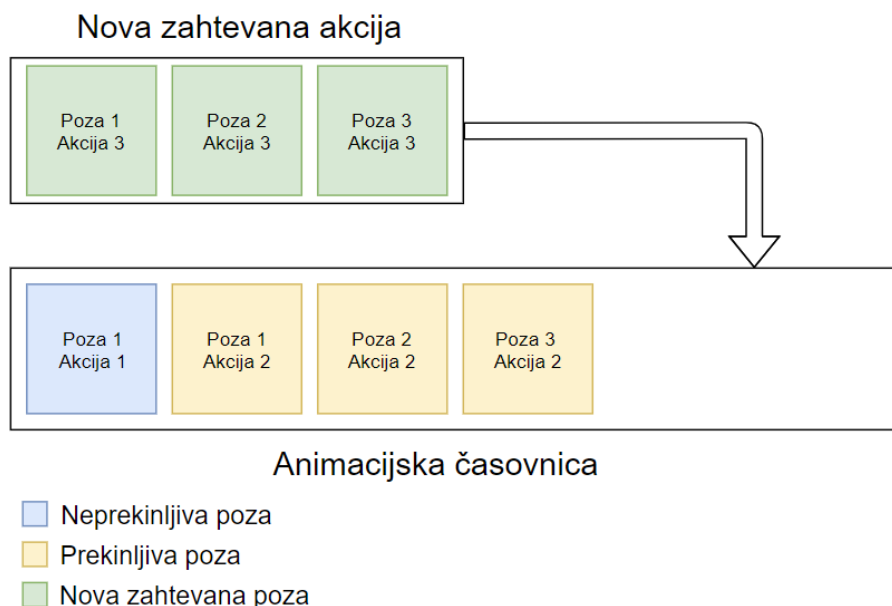 Nova zahtevana akcija
Poza 1
Akcija 3
Poza 2
Akcija 3
Poza 3
Akcija 3
Poza 1
Akcija 1
Poza 1
Akcija 2
Poza 2
Akcija 2
Poza 3
Akcija 2
Animacijska časovnica
Neprekinljiva poza
Prekinljiva poza
Nova zahtevana poza